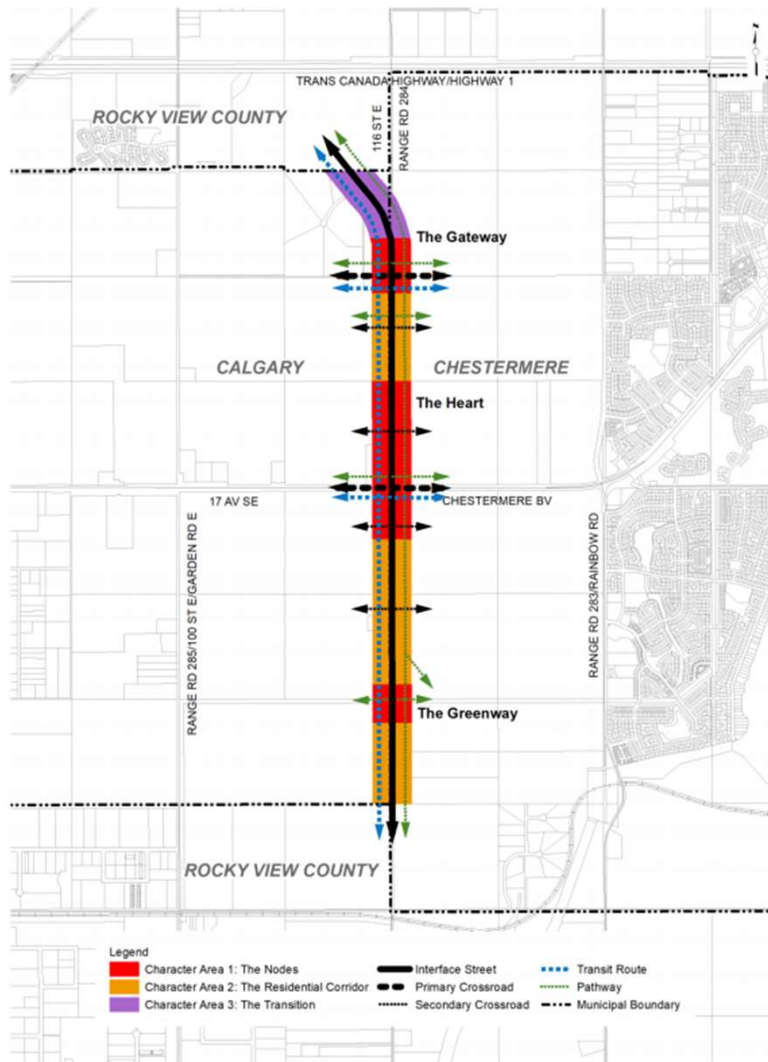 TRANS CANADA HIGHWAY/HIGHWAY 1
ROCKY VIEW COUNTY
116 ST E
RANGE RD 284
The Gateway
CALGARY
CHESTERMERE
The Heart
17 AV SE
CHESTERMERE BV
RANGE RD 285/100 ST E/GARDEN RD E
RANGE RD 283/RAINBOW RD
The Greenway
ROCKY VIEW COUNTY
Legend
Character Area 1: The Nodes
Character Area 2: The Residential Corridor
Character Area 3: The Transition
Interface Street
Primary Crossroad
Secondary Crossroad
Transit Route
Pathway
Municipal Boundary